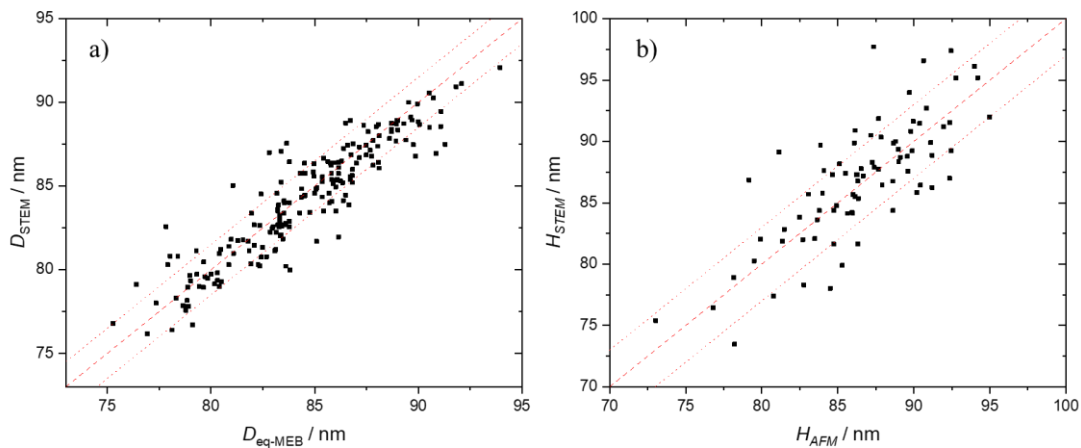 a)
95
90
85
80
75
D_STEM / nm
75 80 85 90 95
D_eq-MEB / nm
b)
100
95
90
85
80
75
70
H_STEM / nm
70 75 80 85 90 95 100
H_AFM / nm